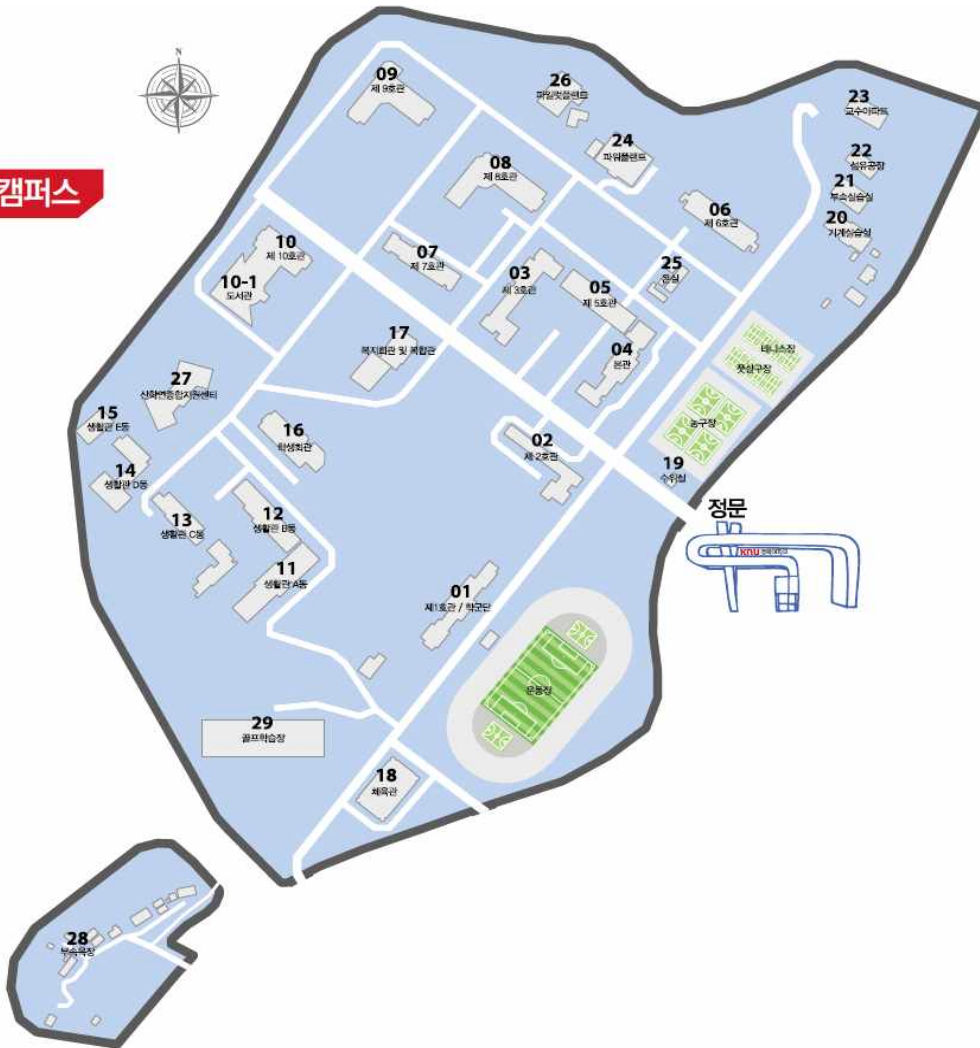 N
캠퍼스
09
제 9호관
26
파일럿플랜트
23
교수아파트
24
파워플랜트
22
섬유공장
08
제 8호관
21
부속실습실
20
기계실습실
06
제 6호관
10
제 10호관
10-1
도서관
07
제 7호관
03
제 3호관
25
온실
05
제 5호관
17
복지회관 및 복합관
04
본관
테니스장
풋살구장
27
산학연종합지원센터
농구장
15
생활관 E동
16
학생회관
02
제 2호관
19
수위실
14
생활관 D동
정문
13
생활관 C동
12
생활관 B동
KNU
11
생활관 A동
01
제1호관 / 학군단
운동장
29
골프학습장
18
체육관
28
부속목장